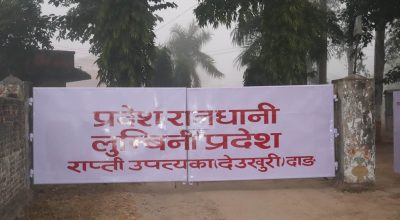 प्रदेश राजधानी
लुम्बिनी प्रदेश
राप्ती उपत्यका(देउखुरी) दाङ